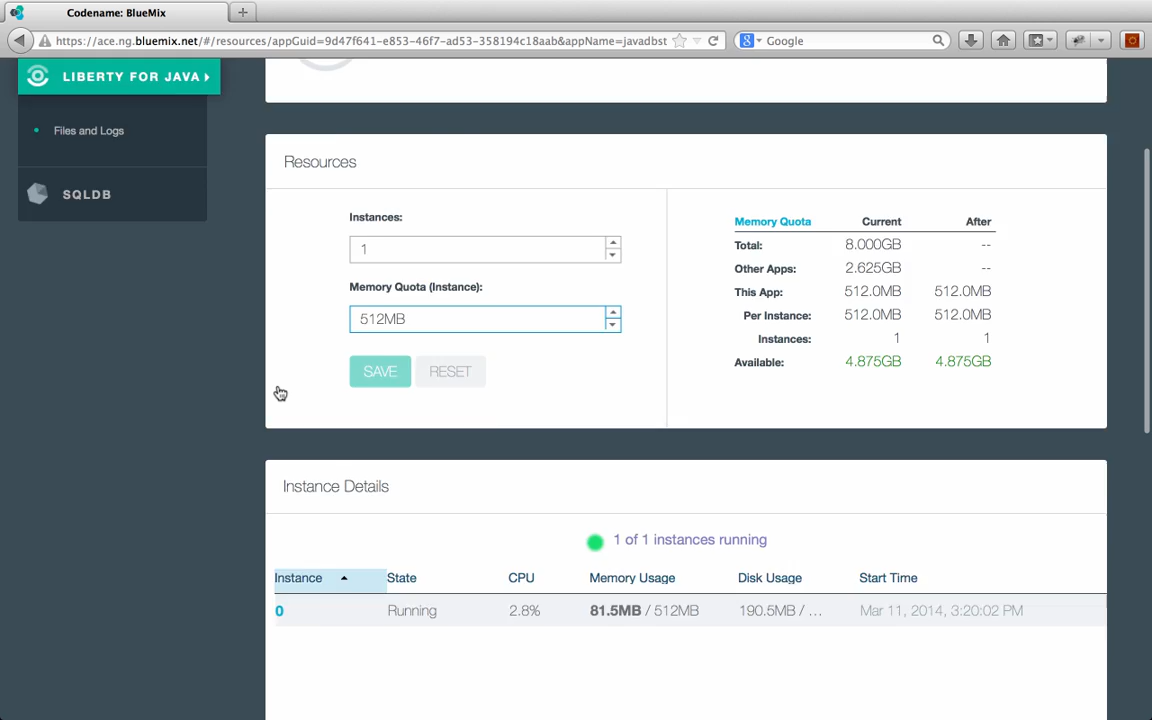 Codename: BlueMix
https://ace.ng.bluemix.net/#/resources/appGuid=9d47f641-e853-46f7-ad53-358194c18aab&appName=javadbst
Google
LIBERTY FOR JAVA
Files and Logs
SQLDB
Resources
Instances:
1
Memory Quota (Instance):
512MB
SAVE RESET
Memory Quota Current After
Total: 8.000GB --
Other Apps: 2.625GB --
This App: 512.0MB 512.0MB
Per Instance: 512.0MB 512.0MB
Instances: 1 1
Available: 4.875GB 4.875GB
Instance Details
1 of 1 instances running
Instance State CPU Memory Usage Disk Usage Start Time
0 Running 2.8% 81.5MB / 512MB 190.5MB / ... Mar 11, 2014, 3:20:02 PM